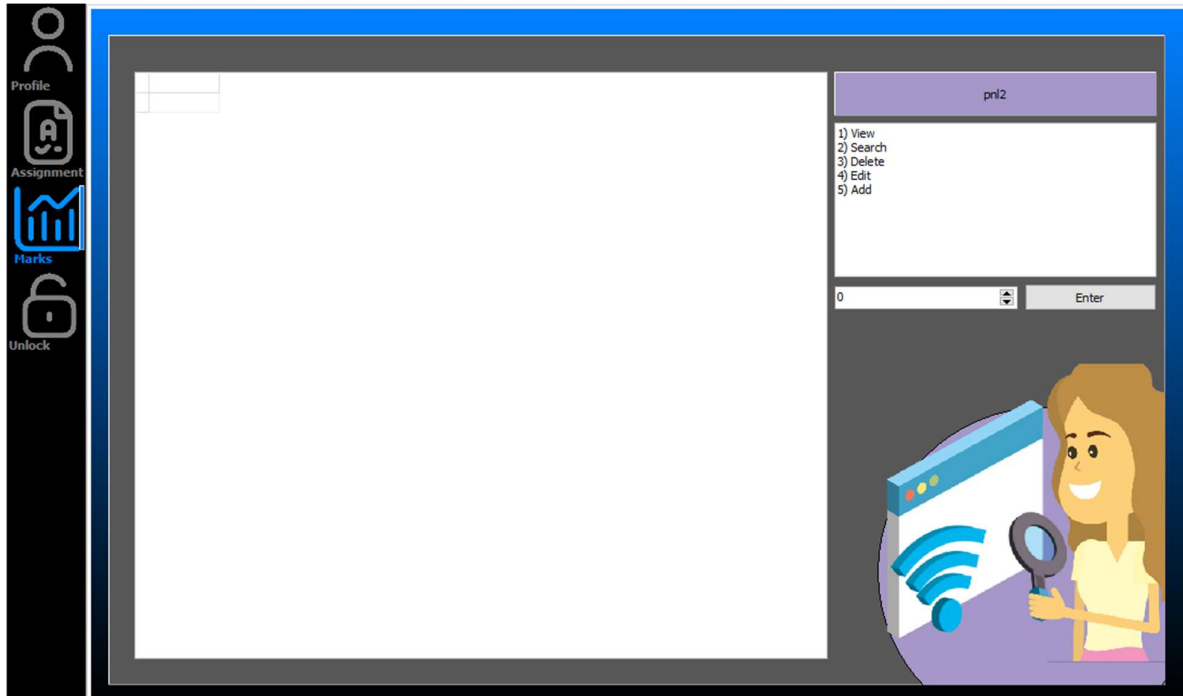 Profile
Assignment
Marks
Unlock
pnl2
1) View
2) Search
3) Delete
4) Edit
5) Add
0
Enter